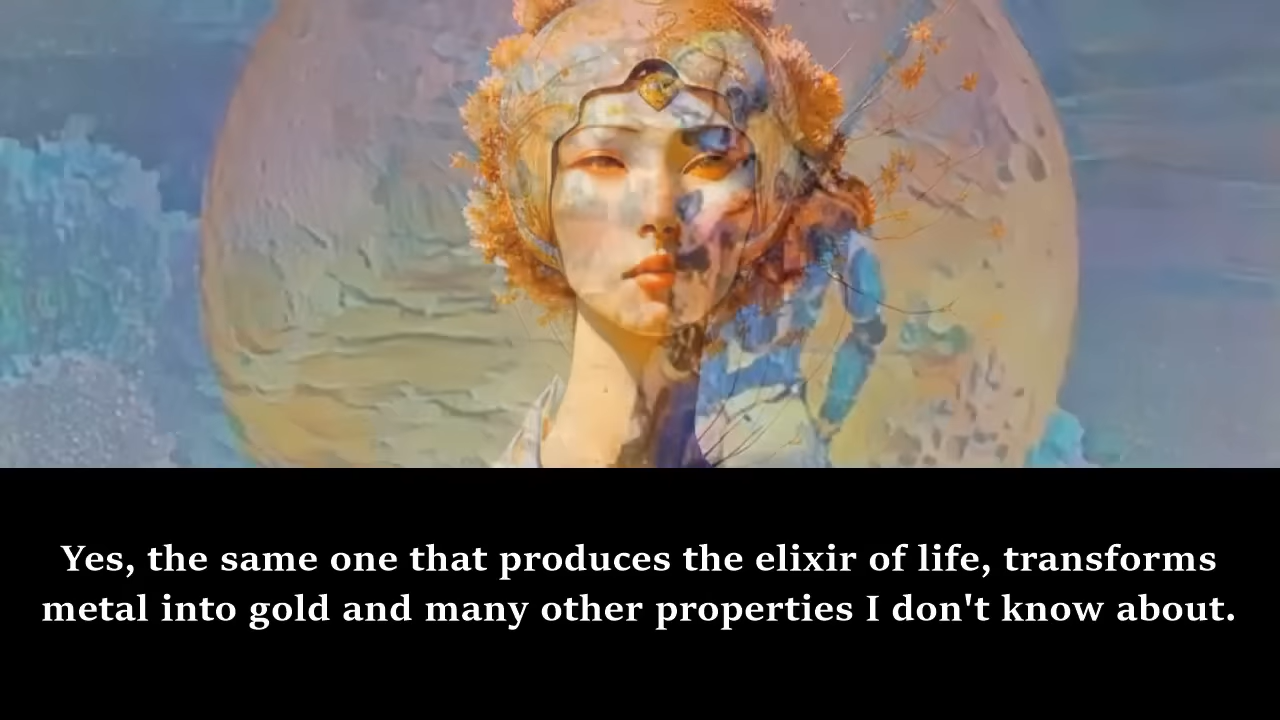 Yes, the same one that produces the elixir of life, transforms
metal into gold and many other properties I don't know about.